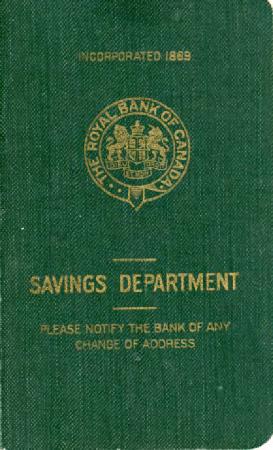 INCORPORATED 1869
THE ROYAL BANK OF CANADA
SAVINGS DEPARTMENT
PLEASE NOTIFY THE BANK OF ANY
CHANGE OF ADDRESS